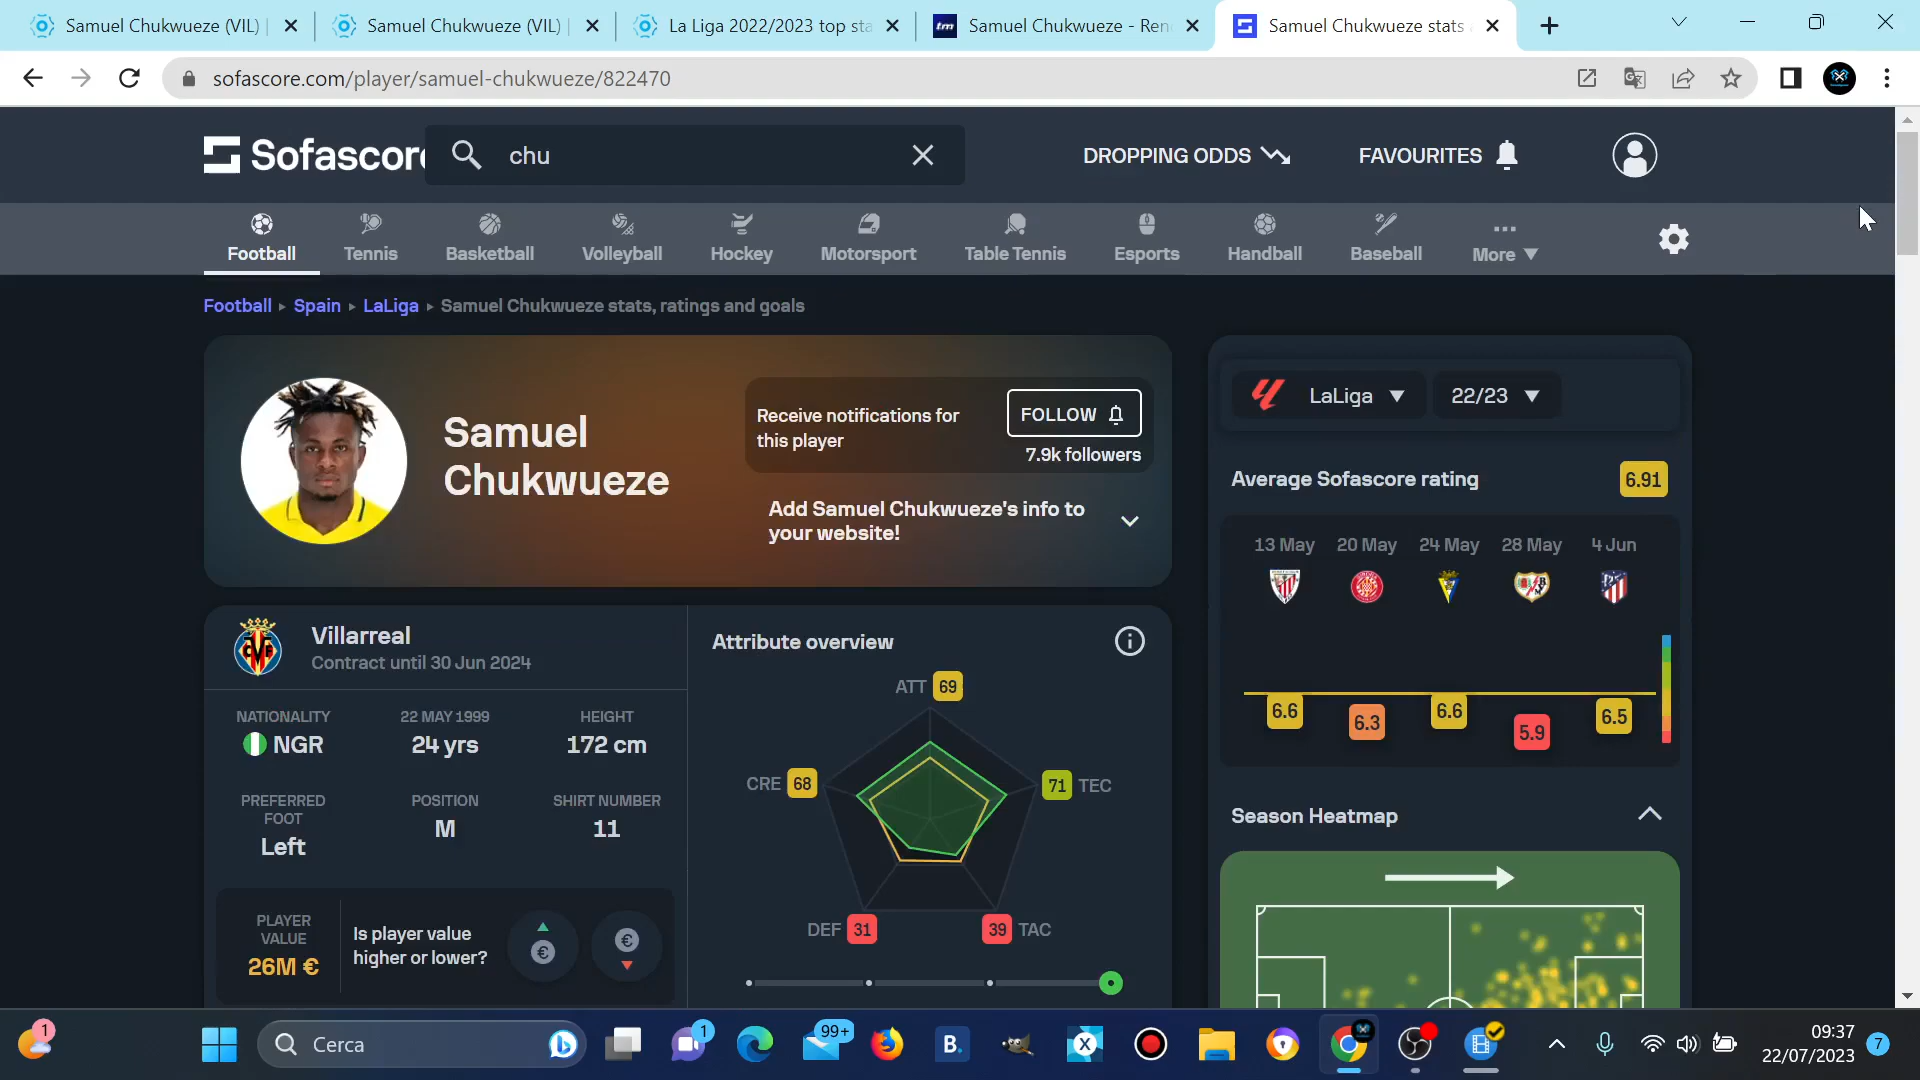 Samuel Chukwueze (VIL) |
Samuel Chukwueze (VIL) |
La Liga 2022/2023 top sta
Samuel Chukwueze - Ren
Samuel Chukwueze stats
sofascore.com/player/samuel-chukwueze/822470
Sofascore
chu
DROPPING ODDS
FAVOURITES
Football
Tennis
Basketball
Volleyball
Hockey
Motorsport
Table Tennis
Esports
Handball
Baseball
More
Football ▸ Spain ▸ LaLiga ▸ Samuel Chukwueze stats, ratings and goals
Samuel
Chukwueze
Receive notifications for
this player
FOLLOW
7.9k followers
Add Samuel Chukwueze's info to
your website!
Villarreal
Contract until 30 Jun 2024
NATIONALITY
22 MAY 1999
HEIGHT
NGR
24 yrs
172 cm
PREFERRED
FOOT
POSITION
SHIRT NUMBER
Left
M
11
PLAYER
VALUE
26M €
Is player value
higher or lower?
€
€
Attribute overview
ATT 69
CRE 68
71 TEC
DEF 31
39 TAC
LaLiga
22/23
Average Sofascore rating
6.91
13 May
20 May
24 May
28 May
4 Jun
6.6
6.3
6.6
5.9
6.5
Season Heatmap
1
Cerca
1
99+
B.
X
09:37
22/07/2023
7